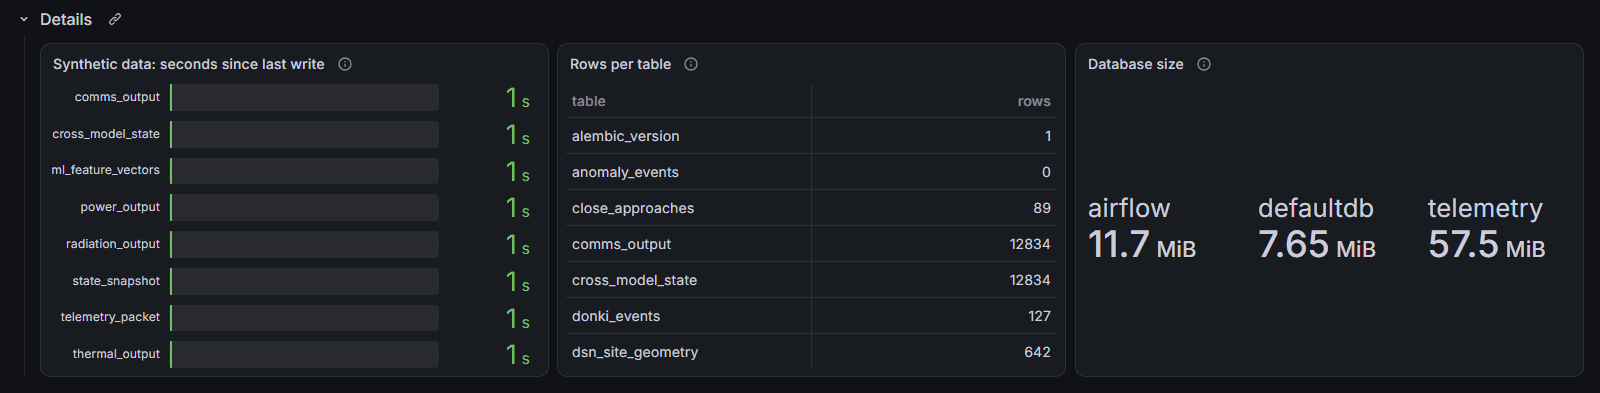 Details
Synthetic data: seconds since last write
comms_output 1 s
cross_model_state 1 s
ml_feature_vectors 1 s
power_output 1 s
radiation_output 1 s
state_snapshot 1 s
telemetry_packet 1 s
thermal_output 1 s
Rows per table
table rows
alembic_version 1
anomaly_events 0
close_approaches 89
comms_output 12834
cross_model_state 12834
donki_events 127
dsn_site_geometry 642
Database size
airflow defaultdb telemetry
11.7 MiB 7.65 MiB 57.5 MiB